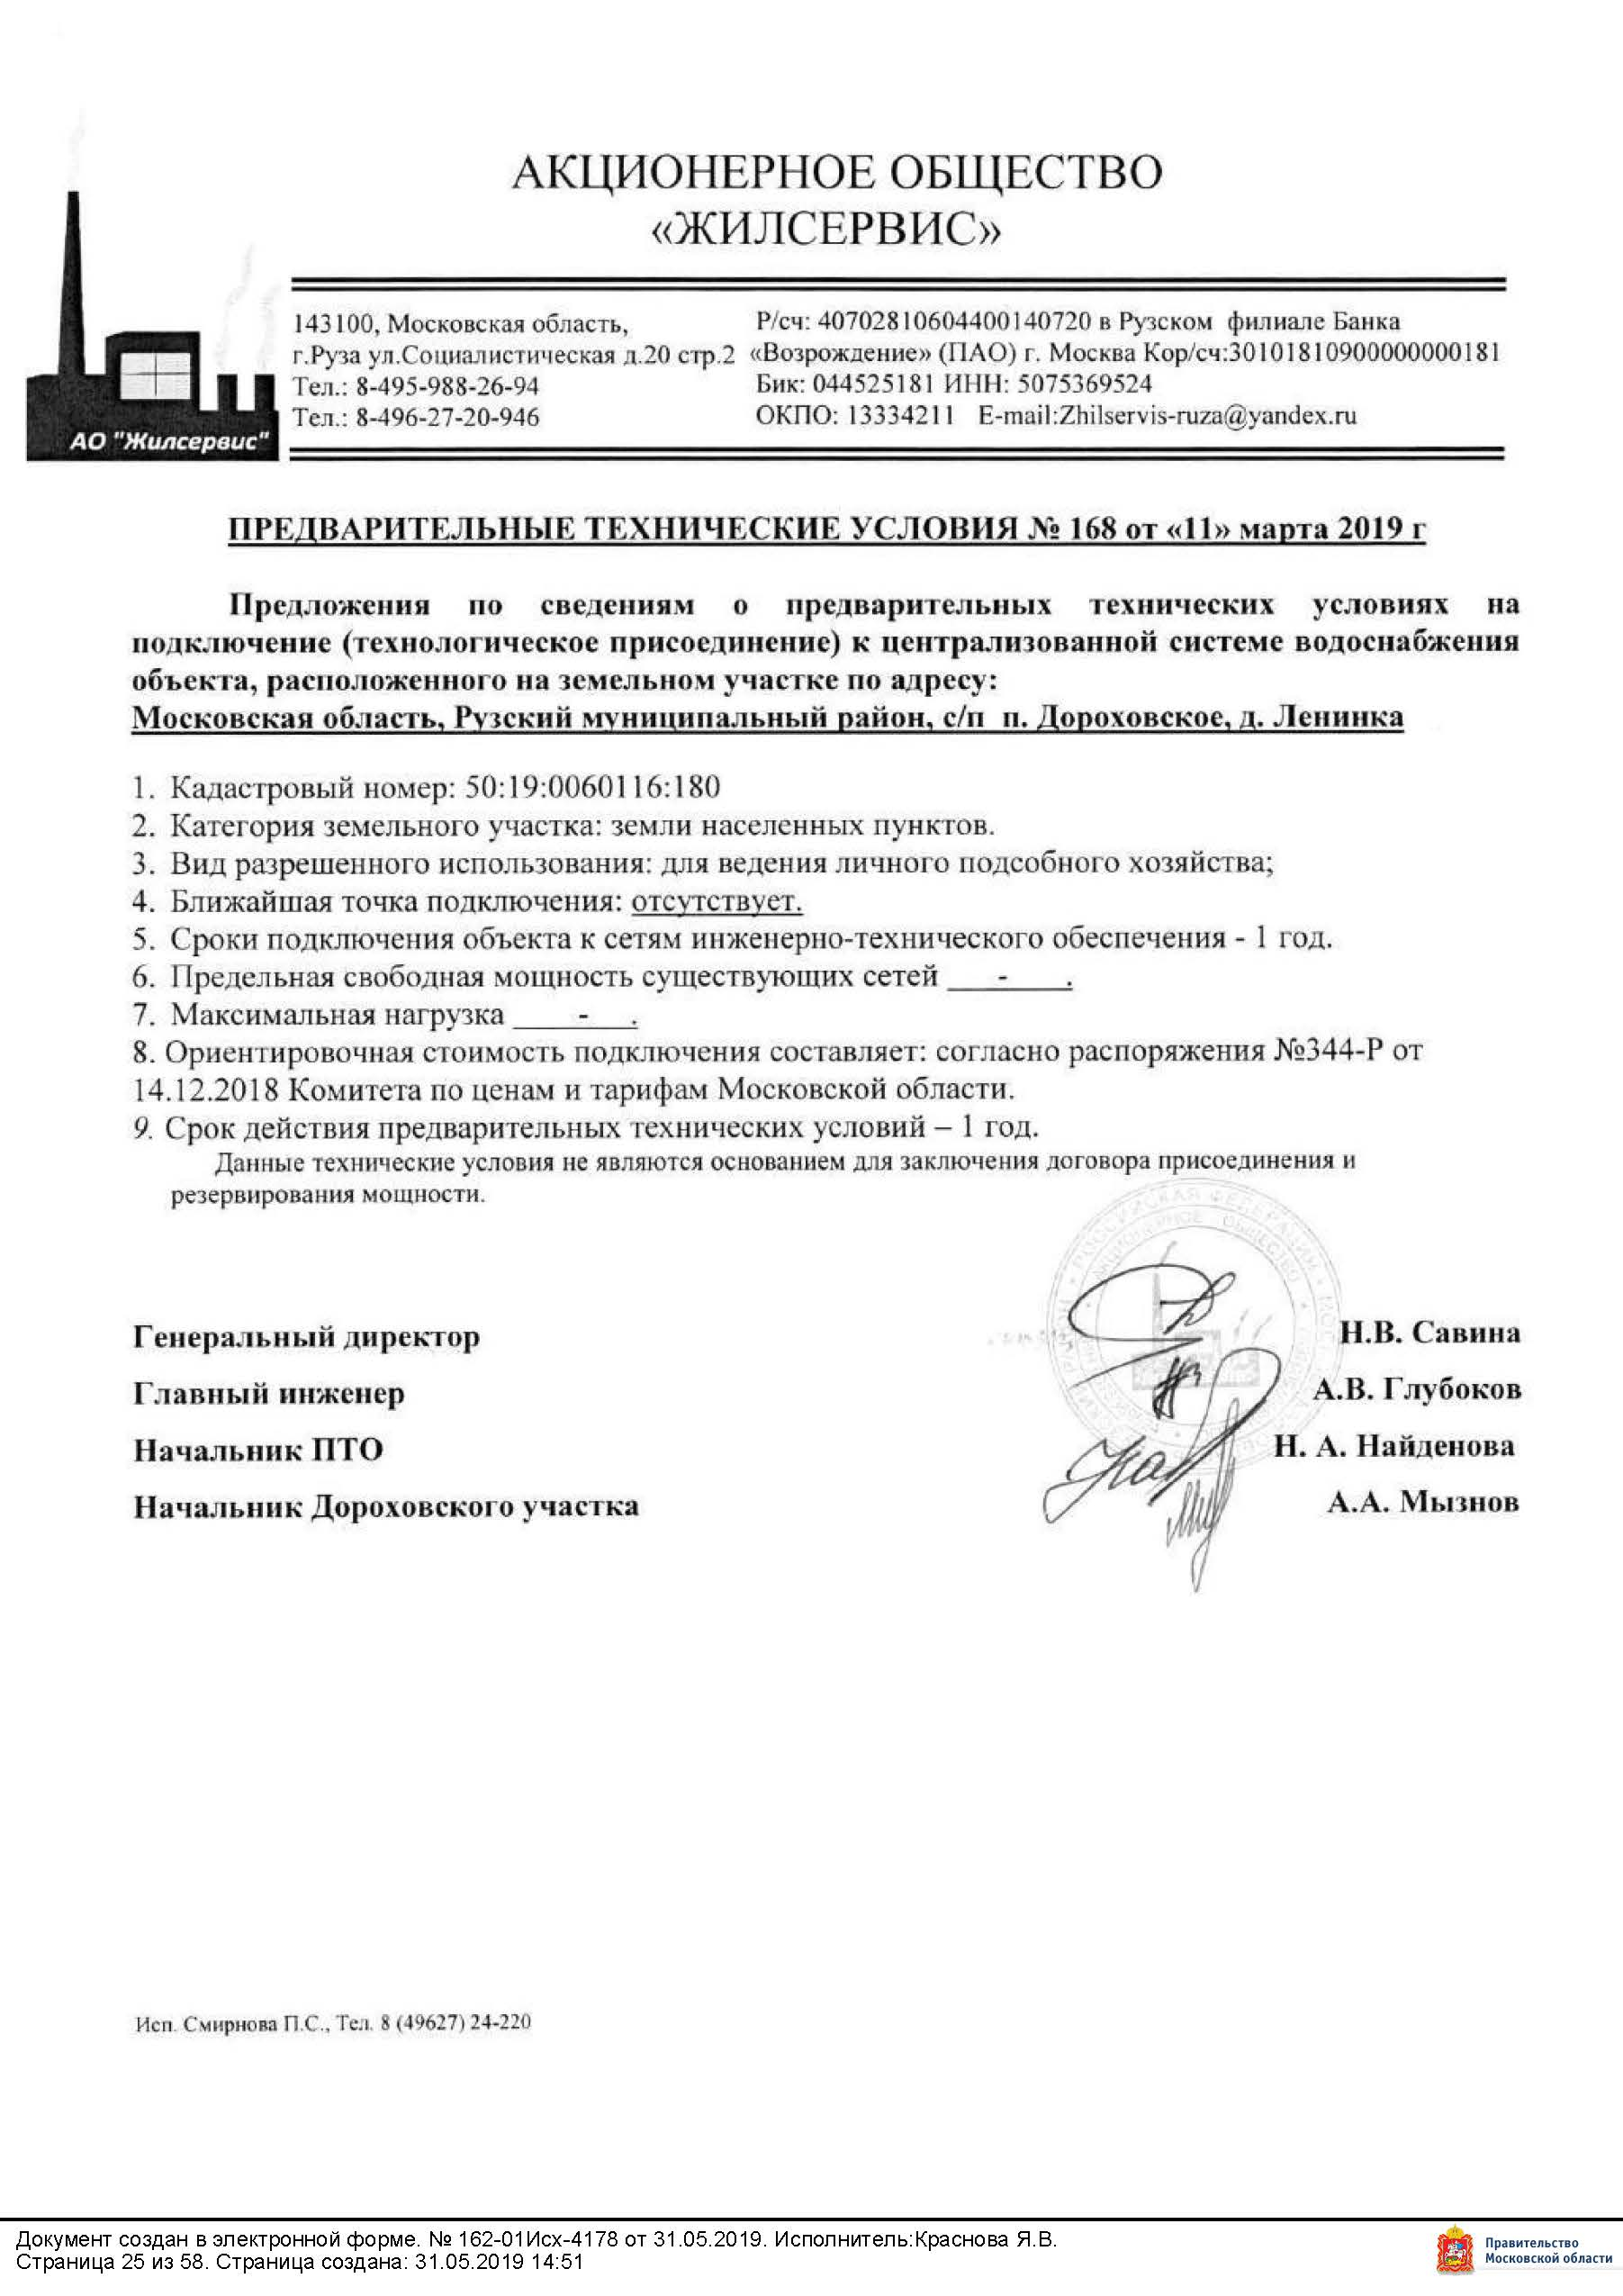 АКЦИОНЕРНОЕ ОБЩЕСТВО
«ЖИЛСЕРВИС»
АО "Жилсервис"
143100, Московская область,
г.Руза ул.Социалистическая д.20 стр.2
Тел.: 8-495-988-26-94
Тел.: 8-496-27-20-946
Р/сч: 40702810604400140720 в Рузском филиале Банка
«Возрождение» (ПАО) г. Москва Кор/сч:30101810900000000181
Бик: 044525181 ИНН: 5075369524
ОКПО: 13334211 E-mail:Zhilservis-ruza@yandex.ru
ПРЕДВАРИТЕЛЬНЫЕ ТЕХНИЧЕСКИЕ УСЛОВИЯ № 168 от «11» марта 2019 г
Предложения по сведениям о предварительных технических условиях на
подключение (технологическое присоединение) к централизованной системе водоснабжения
объекта, расположенного на земельном участке по адресу:
Московская область, Рузский муниципальный район, с/п п. Дороховское, д. Ленинка
1. Кадастровый номер: 50:19:0060116:180
2. Категория земельного участка: земли населенных пунктов.
3. Вид разрешенного использования: для ведения личного подсобного хозяйства;
4. Ближайшая точка подключения: отсутствует.
5. Сроки подключения объекта к сетям инженерно-технического обеспечения - 1 год.
6. Предельная свободная мощность существующих сетей ___-____.
7. Максимальная нагрузка ____-___.
8. Ориентировочная стоимость подключения составляет: согласно распоряжения №344-Р от
14.12.2018 Комитета по ценам и тарифам Московской области.
9. Срок действия предварительных технических условий – 1 год.
Данные технические условия не являются основанием для заключения договора присоединения и
резервирования мощности.
РОССИЙСКАЯ ФЕДЕРАЦИЯ
АКЦИОНЕРНОЕ ОБЩЕСТВО
Генеральный директор Н.В. Савина
Главный инженер А.В. Глубоков
Начальник ПТО Н. А. Найденова
Начальник Дороховского участка А.А. Мызнов
Исп. Смирнова П.С., Тел. 8 (49627) 24-220
Документ создан в электронной форме. № 162-01Исх-4178 от 31.05.2019. Исполнитель:Краснова Я.В.
Страница 25 из 58. Страница создана: 31.05.2019 14:51
Правительство
Московской области